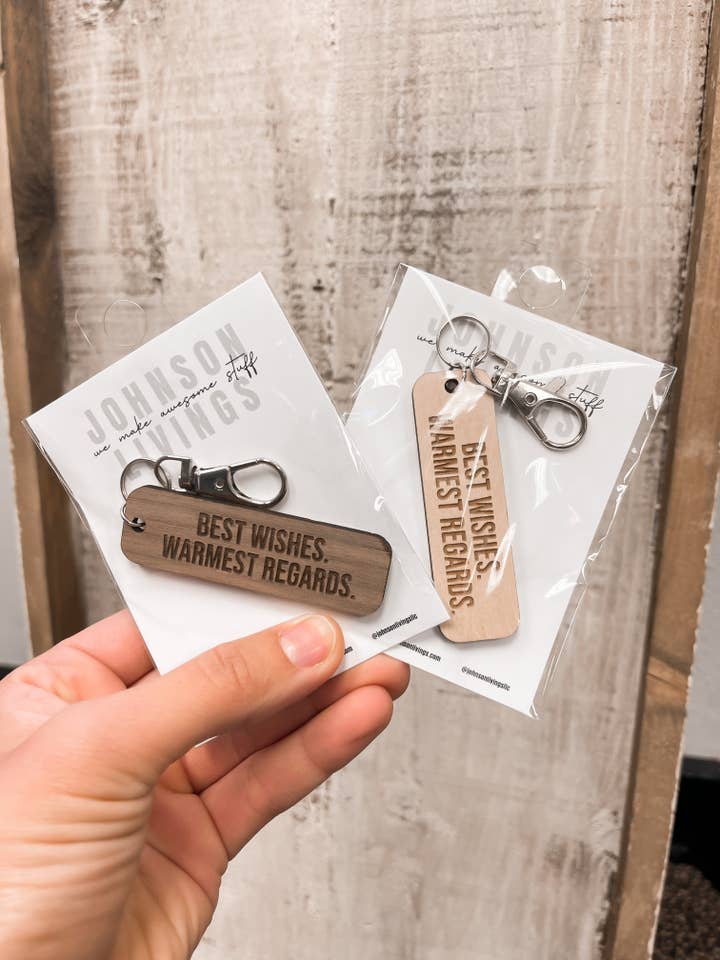 JOHNSON
we make awesome stuff
LIVINGS
BEST WISHES.
WARMEST REGARDS.
@johnsonlivingsllc
JOHNSON
we make awesome stuff
BEST WISHES.
WARMEST REGARDS.
@johnsonlivingsllc